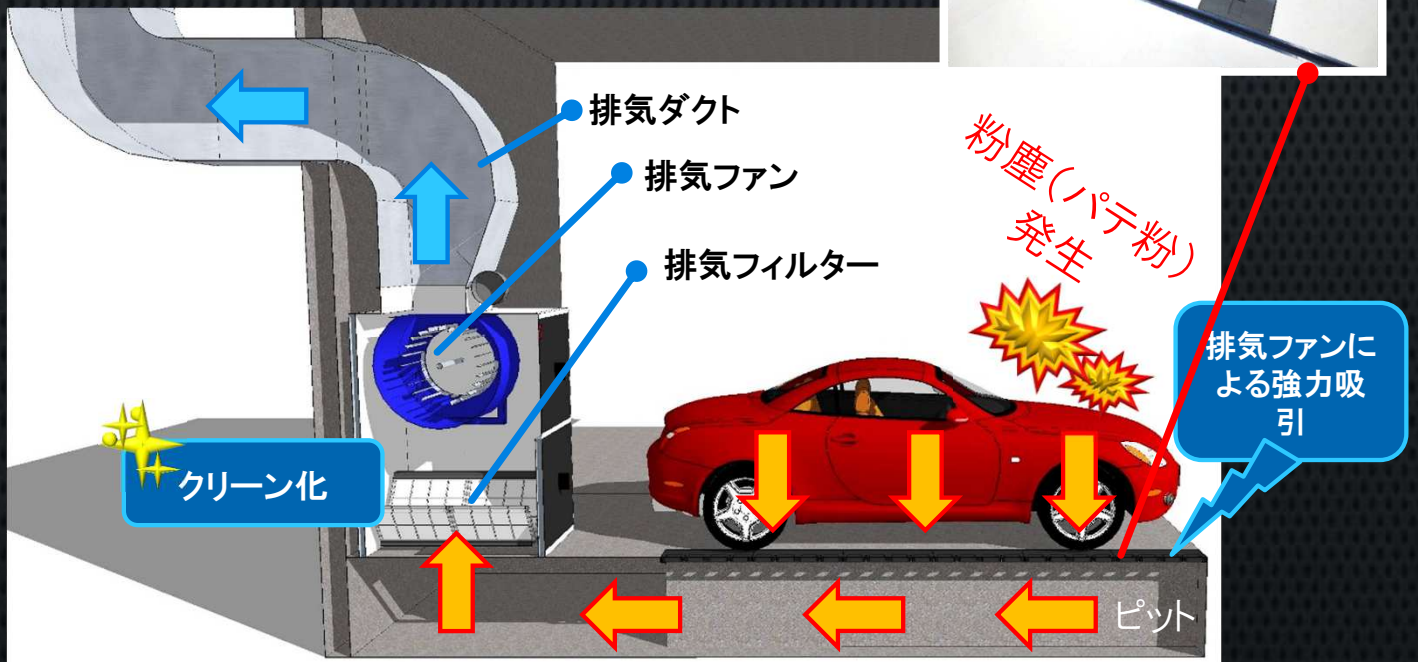 排気ダクト
排気ファン
排気フィルター
粉塵(パテ粉)
発生
排気ファンに
よる強力吸
引
クリーン化
ピット